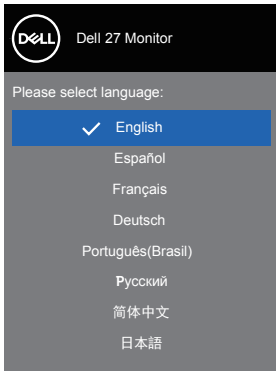 DELL
Dell 27 Monitor
Please select language:
English
Español
Français
Deutsch
Português(Brasil)
Русский
简体中文
日本語